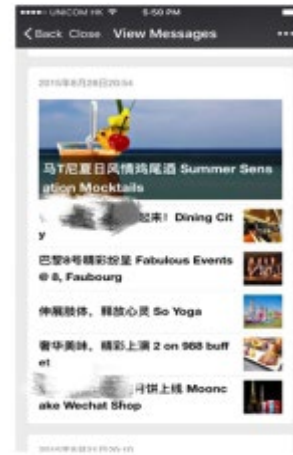 UNICOM HK 5:50 PM
Back Close View Messages
2015年8月28日20:54
马T尼夏日风情鸡尾酒 Summer Sens
ation Mocktails
起来! Dining Cit
y
巴黎8号精彩纷呈 Fabulous Events
@ 8, Faubourg
伸展肢体，释放心灵 So Yoga
奢华美味，精彩上演 2 on 988 buff
et
月饼上线 Moonc
ake Wechat Shop